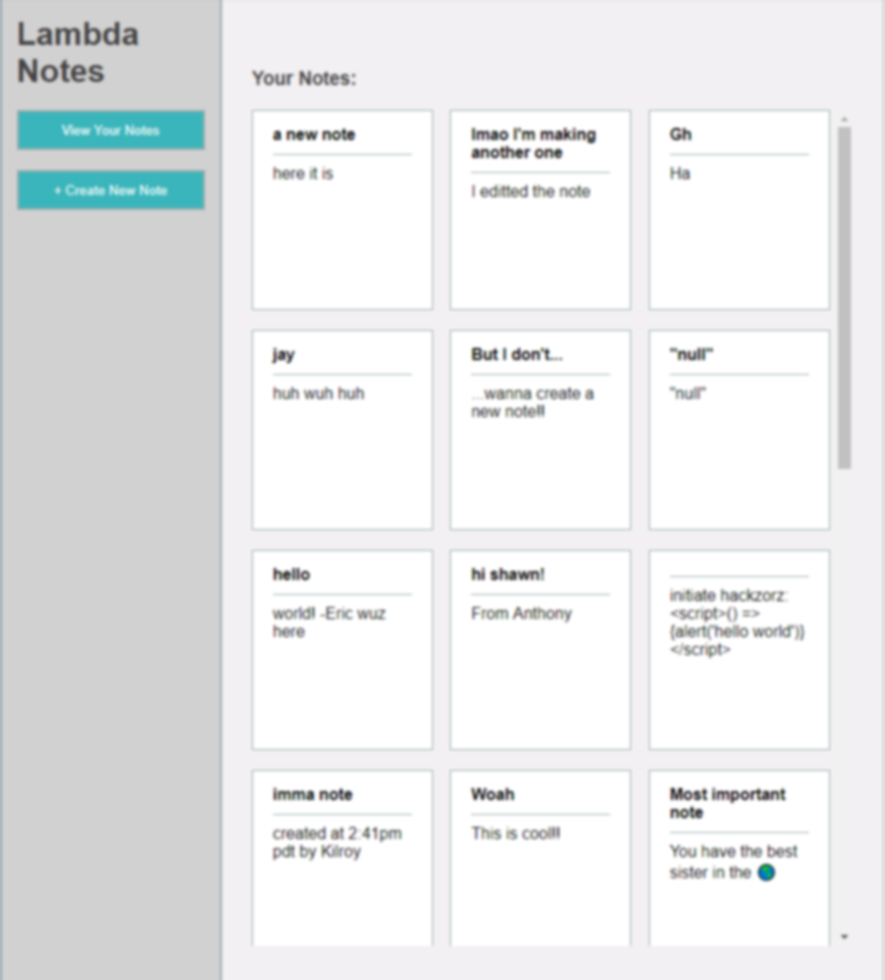 Lambda
Notes
View Your Notes
+ Create New Note
Your Notes:
a new note
here it is
lmao I'm making
another one
I editted the note
Gh
Ha
jay
huh wuh huh
But I don't...
...wanna create a
new note!!
"null"
"null"
hello
world! -Eric wuz
here
hi shawn!
From Anthony
initiate hackzorz:
<script>() =>
{alert('hello world')}
</script>
imma note
created at 2:41pm
pdt by Kilroy
Woah
This is cool!!
Most important
note
You have the best
sister in the 🌎